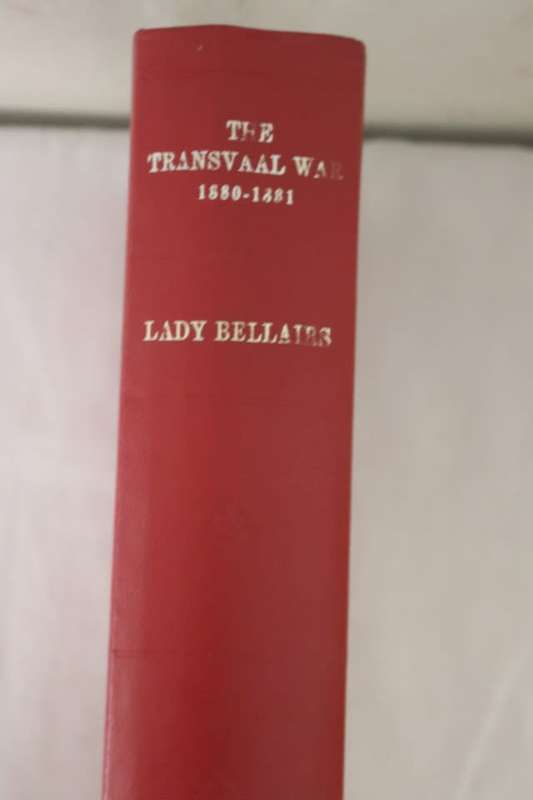 THE
TRANSVAAL WAR
1880-1881
LADY BELLAIRS